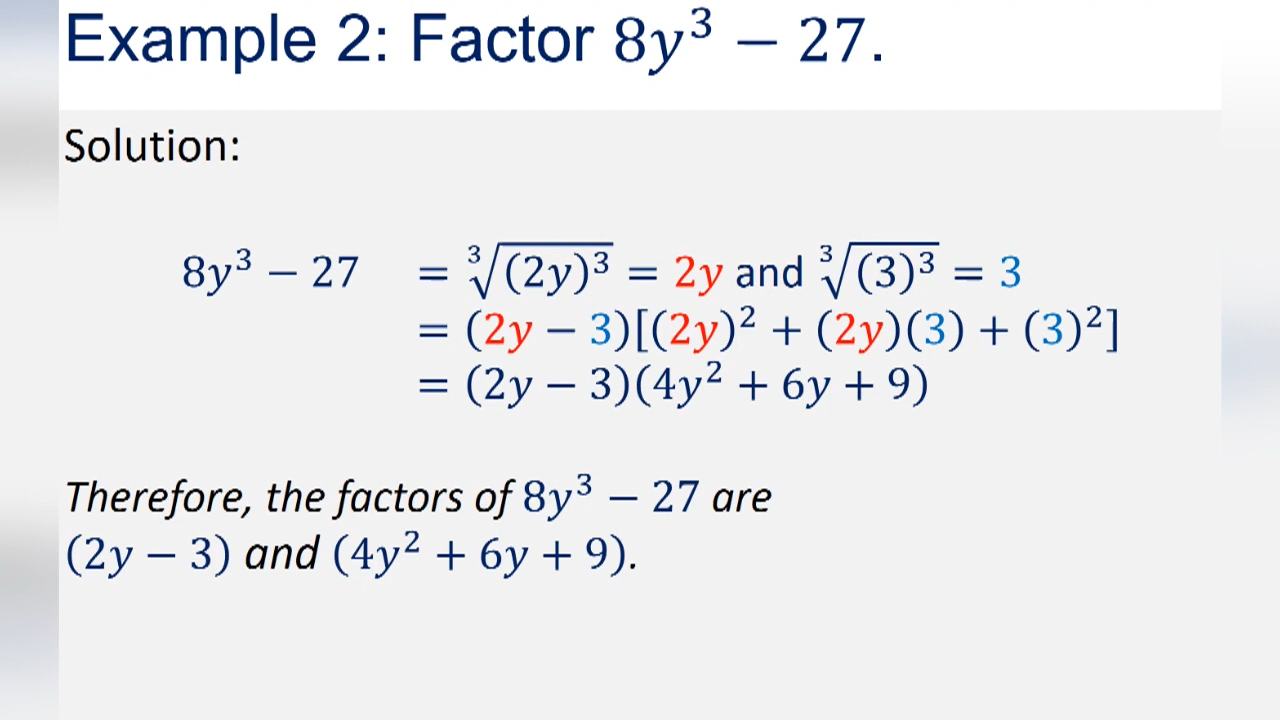 Example 2: Factor 8y³ − 27.
Solution:
8y³ − 27 = ∛(2y)³ = 2y and ∛(3)³ = 3
= (2y − 3)[(2y)² + (2y)(3) + (3)²]
= (2y − 3)(4y² + 6y + 9)
Therefore, the factors of 8y³ − 27 are
(2y − 3) and (4y² + 6y + 9).